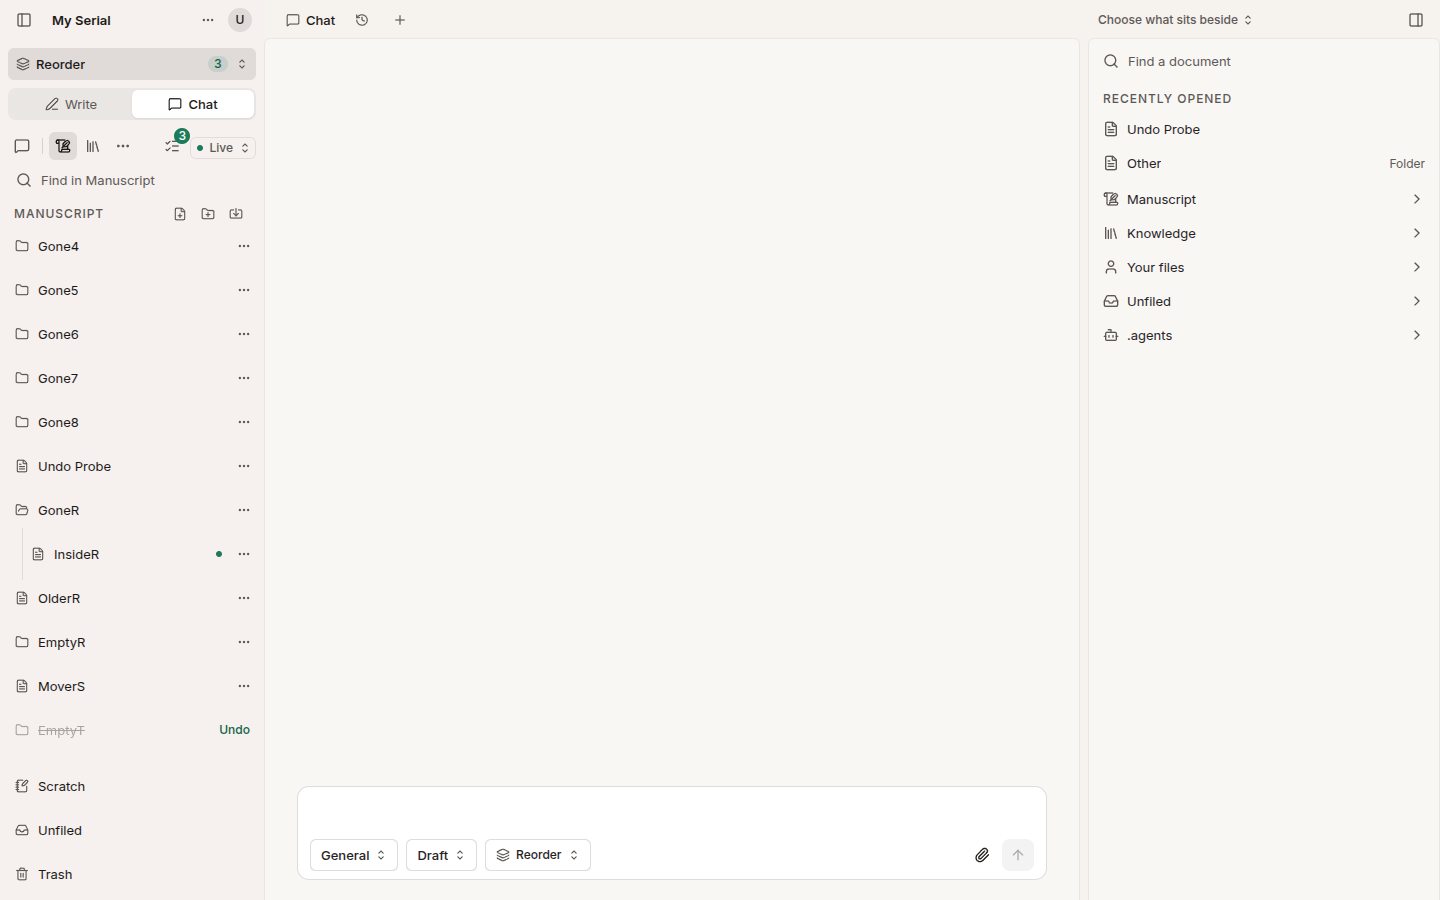 My Serial
U
Reorder
3
Write
Chat
3
Live
Find in Manuscript
MANUSCRIPT
Gone4
Gone5
Gone6
Gone7
Gone8
Undo Probe
GoneR
InsideR
OlderR
EmptyR
MoverS
EmptyT
Undo
Scratch
Unfiled
Trash
Chat
General
Draft
Reorder
Choose what sits beside
Find a document
RECENTLY OPENED
Undo Probe
Other
Folder
Manuscript
Knowledge
Your files
Unfiled
.agents